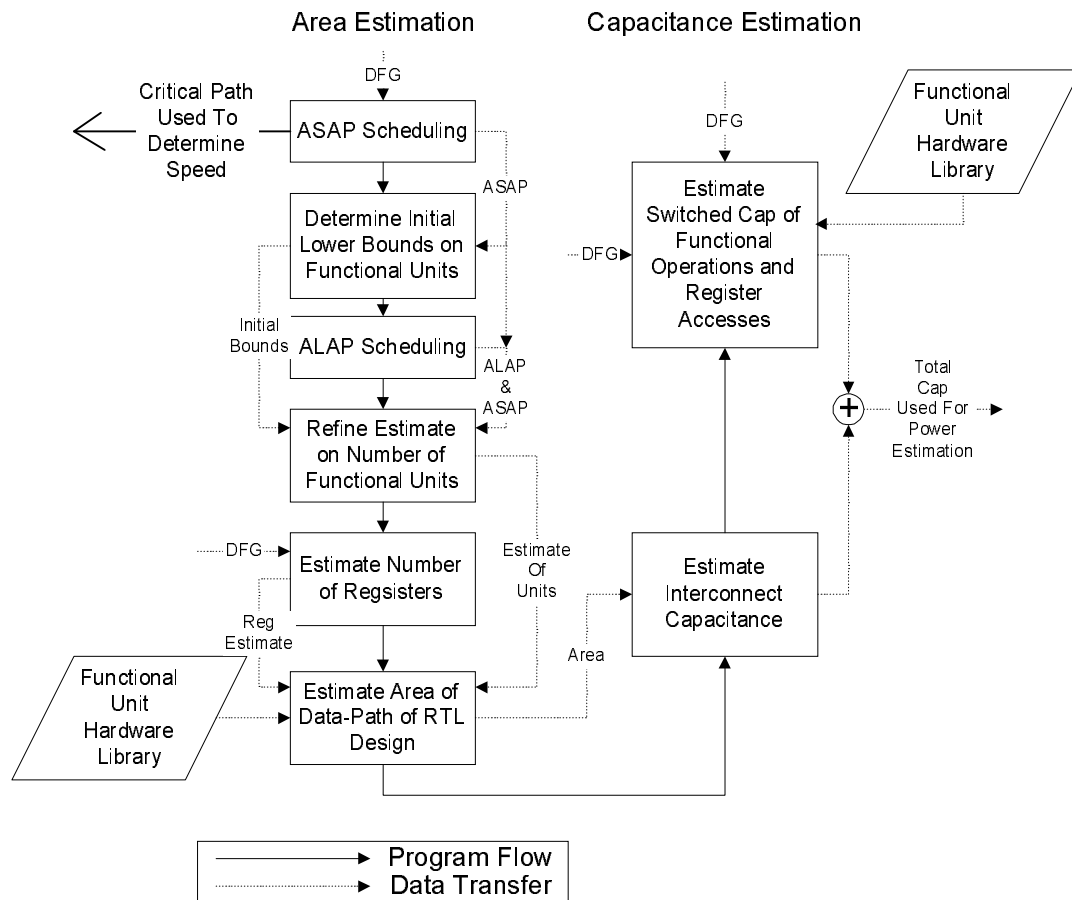 Area Estimation
Capacitance Estimation
DFG
Critical Path
Used To
Determine
Speed
ASAP Scheduling
ASAP
Determine Initial
Lower Bounds on
Functional Units
Initial
Bounds
ALAP Scheduling
ALAP
&
ASAP
Refine Estimate
on Number of
Functional Units
DFG
Estimate Number
of Regsisters
Estimate
Of
Units
Reg
Estimate
Functional
Unit
Hardware
Library
Estimate Area of
Data-Path of RTL
Design
Area
DFG
Functional
Unit
Hardware
Library
DFG
Estimate
Switched Cap of
Functional
Operations and
Register
Accesses
+
Total
Cap
Used For
Power
Estimation
Estimate
Interconnect
Capacitance
Program Flow
Data Transfer